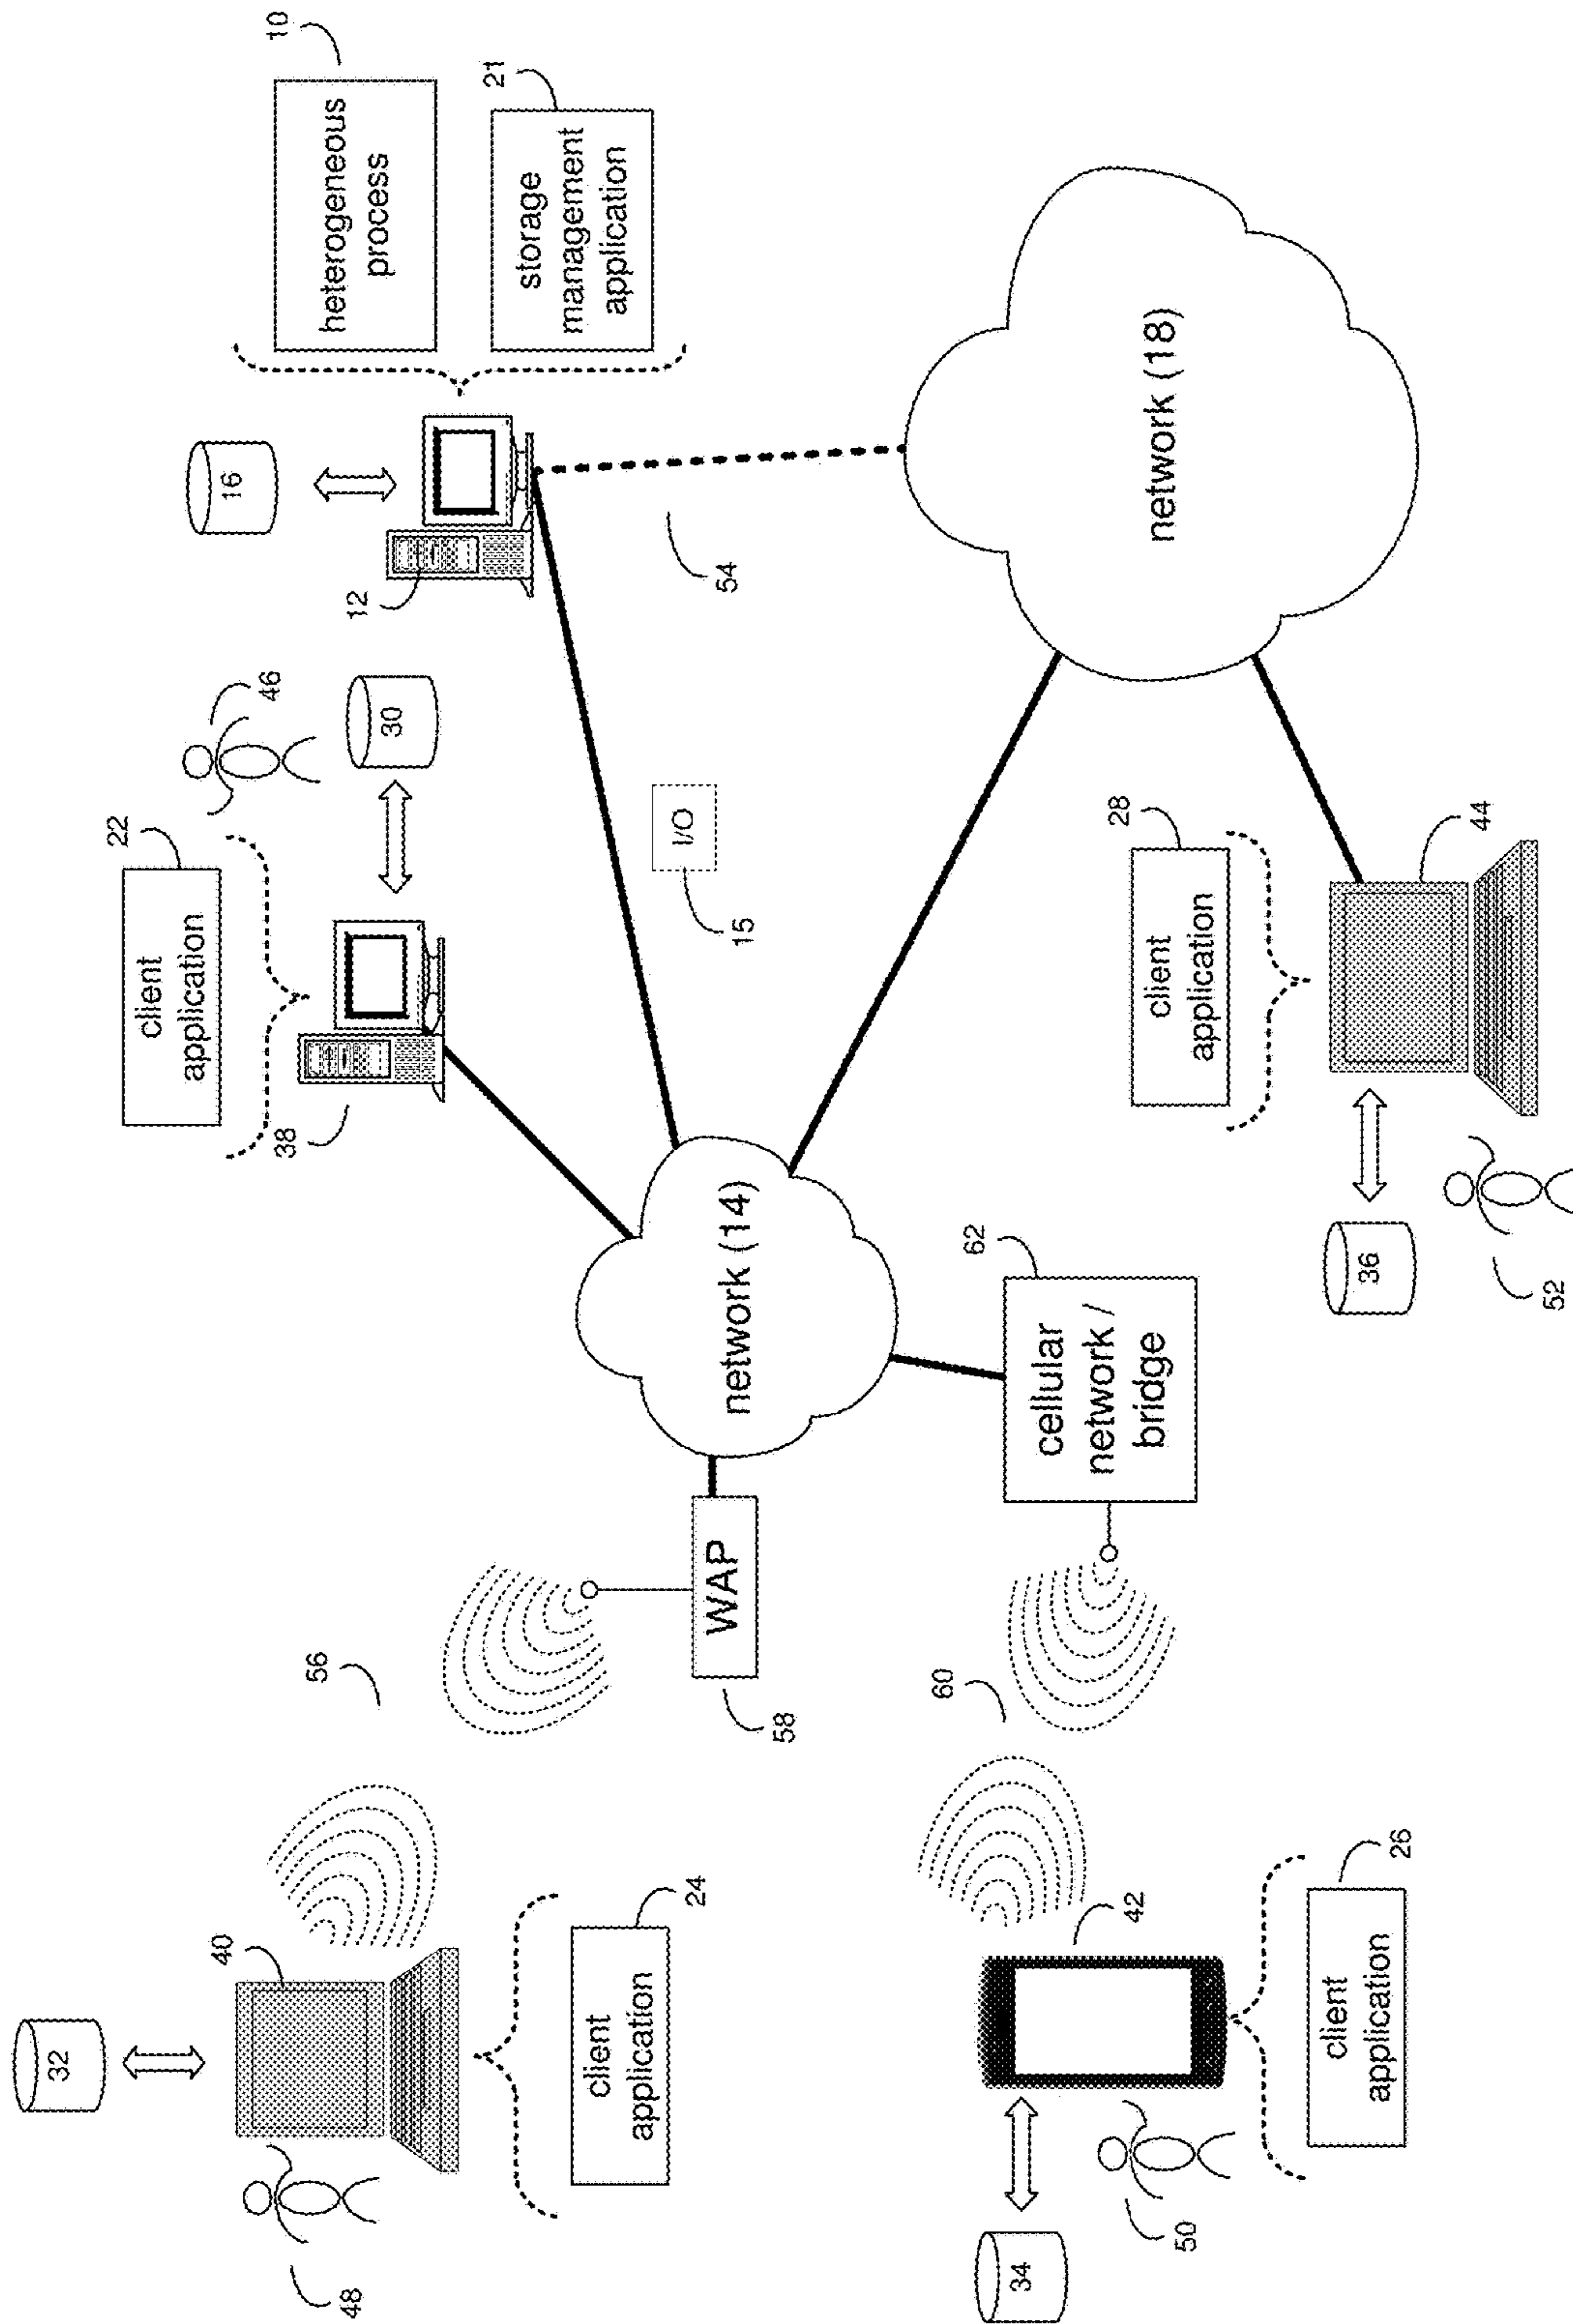 32
40
48
client
application
24
56
WAP
58
client
application
22
38
46
30
16
12
heterogeneous
process
10
storage
management
application
21
54
I/O
15
network (14)
network (18)
cellular
network /
bridge
62
60
42
34
50
client
application
26
client
application
28
44
36
52